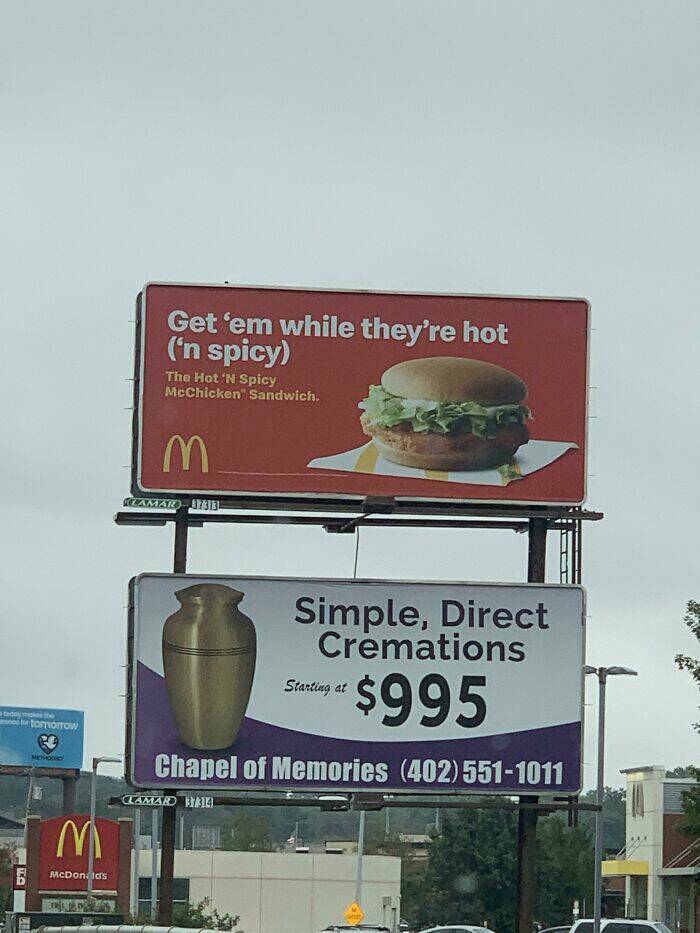 Get 'em while they're hot
('n spicy)
The Hot 'N Spicy
McChicken® Sandwich.
LAMAR
37313
Simple, Direct
Cremations
Starting at $995
Chapel of Memories (402) 551-1011
LAMAR
37314
tomorrow
METHODIST
McDonald's